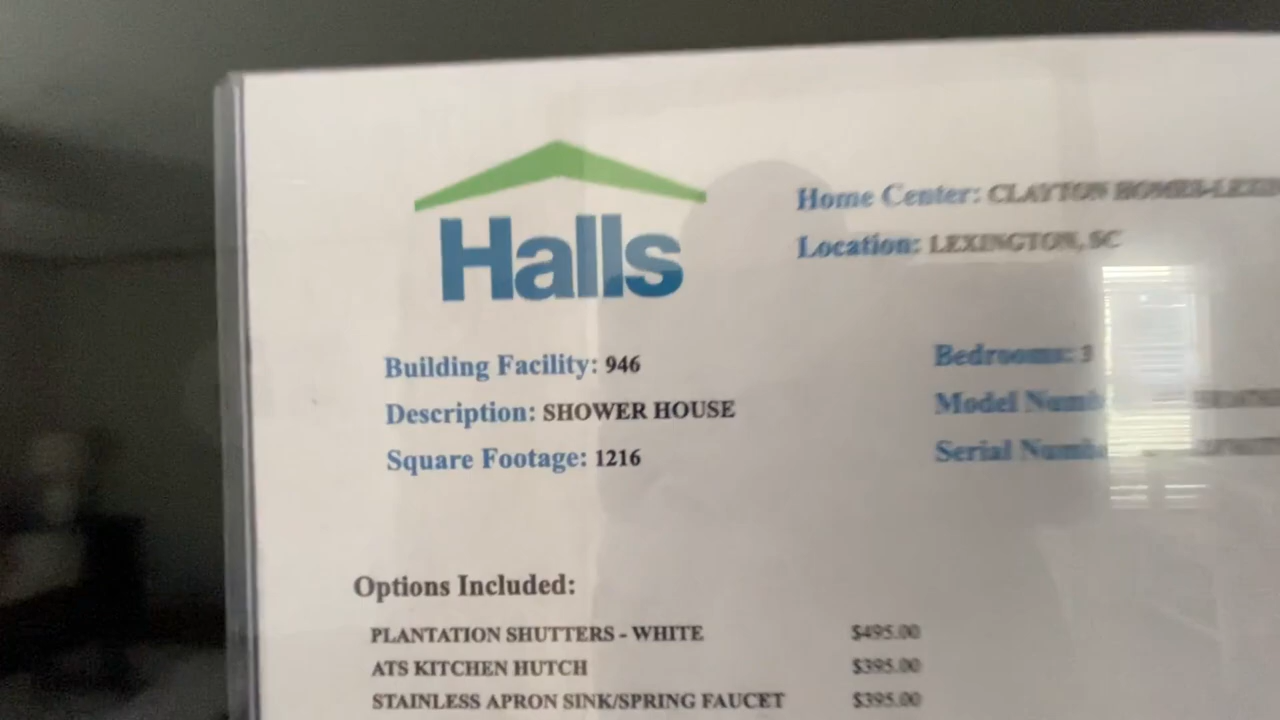 Halls
Home Center: CLAYTON HOMES-
Location: LEXINGTON, SC
Building Facility: 946
Bedrooms: 3
Description: SHOWER HOUSE
Model
Square Footage: 1216
Serial
Options Included:
PLANTATION SHUTTERS - WHITE $495.00
ATS KITCHEN HUTCH $395.00
STAINLESS APRON SINK/SPRING FAUCET $395.00